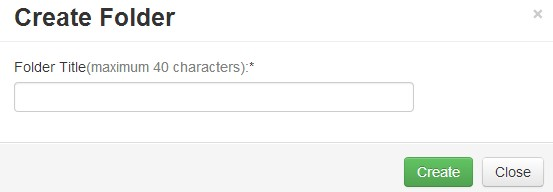 Create Folder ×
Folder Title(maximum 40 characters):*
Create Close